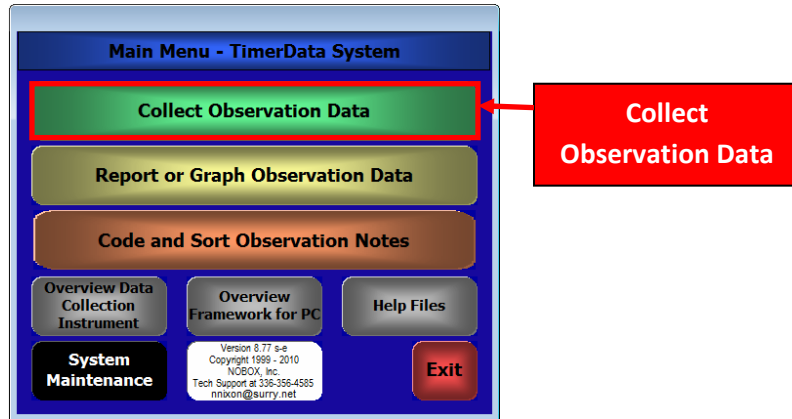 Main Menu - TimerData System
Collect Observation Data
Collect
Observation Data
Report or Graph Observation Data
Code and Sort Observation Notes
Overview Data
Collection
Instrument
Overview
Framework for PC
Help Files
System
Maintenance
Version 8.77 s-e
Copyright 1999 - 2010
NOBOX, Inc.
Tech Support at 336-356-4585
nnixon@surry.net
Exit